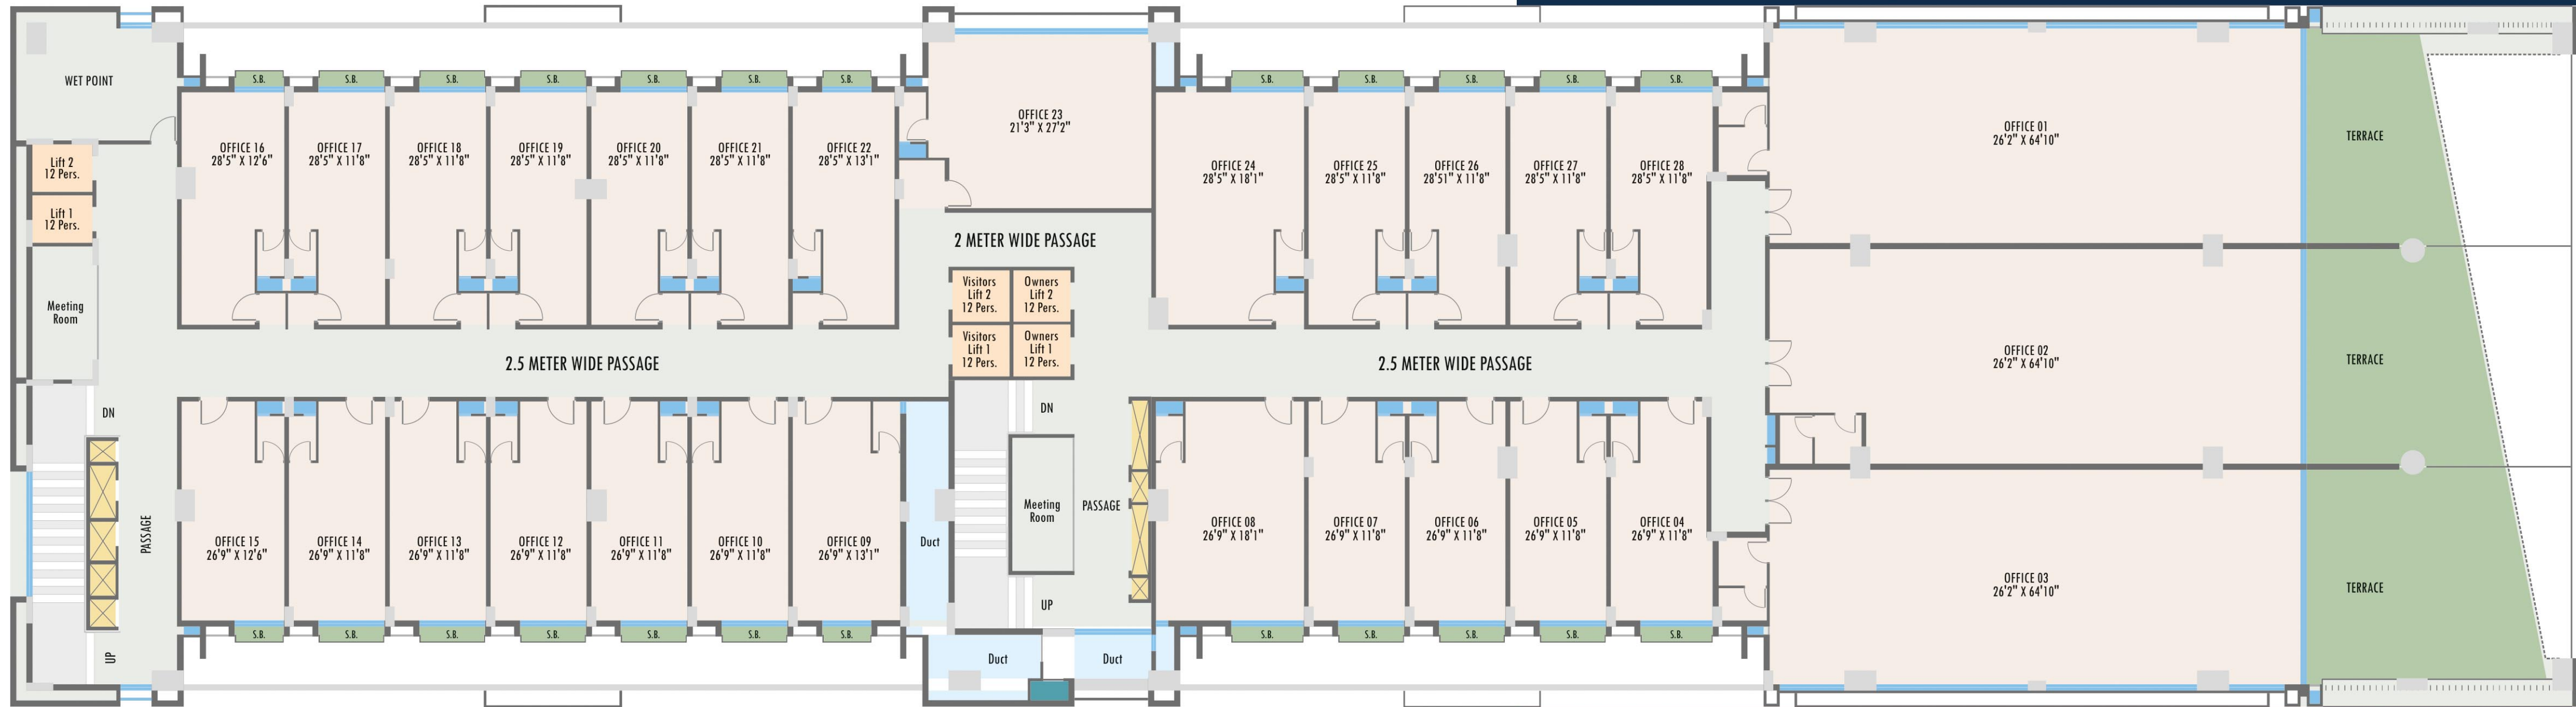 WET POINT
Lift 2
12 Pers.
Lift 1
12 Pers.
Meeting
Room
DN
PASSAGE
UP
S.B.
S.B.
S.B.
S.B.
S.B.
S.B.
S.B.
OFFICE 16
28'5" X 12'6"
OFFICE 17
28'5" X 11'8"
OFFICE 18
28'5" X 11'8"
OFFICE 19
28'5" X 11'8"
OFFICE 20
28'5" X 11'8"
OFFICE 21
28'5" X 11'8"
OFFICE 22
28'5" X 13'1"
OFFICE 23
21'3" X 27'2"
S.B.
S.B.
S.B.
S.B.
S.B.
OFFICE 24
28'5" X 18'1"
OFFICE 25
28'5" X 11'8"
OFFICE 26
28'51" X 11'8"
OFFICE 27
28'5" X 11'8"
OFFICE 28
28'5" X 11'8"
OFFICE 01
26'2" X 64'10"
TERRACE
2 METER WIDE PASSAGE
Visitors
Lift 2
12 Pers.
Owners
Lift 2
12 Pers.
Visitors
Lift 1
12 Pers.
Owners
Lift 1
12 Pers.
2.5 METER WIDE PASSAGE
2.5 METER WIDE PASSAGE
OFFICE 02
26'2" X 64'10"
TERRACE
DN
Meeting
Room
PASSAGE
UP
OFFICE 15
26'9" X 12'6"
OFFICE 14
26'9" X 11'8"
OFFICE 13
26'9" X 11'8"
OFFICE 12
26'9" X 11'8"
OFFICE 11
26'9" X 11'8"
OFFICE 10
26'9" X 11'8"
OFFICE 09
26'9" X 13'1"
Duct
OFFICE 08
26'9" X 18'1"
OFFICE 07
26'9" X 11'8"
OFFICE 06
26'9" X 11'8"
OFFICE 05
26'9" X 11'8"
OFFICE 04
26'9" X 11'8"
OFFICE 03
26'2" X 64'10"
TERRACE
S.B.
S.B.
S.B.
S.B.
S.B.
S.B.
S.B.
Duct
Duct
S.B.
S.B.
S.B.
S.B.
S.B.